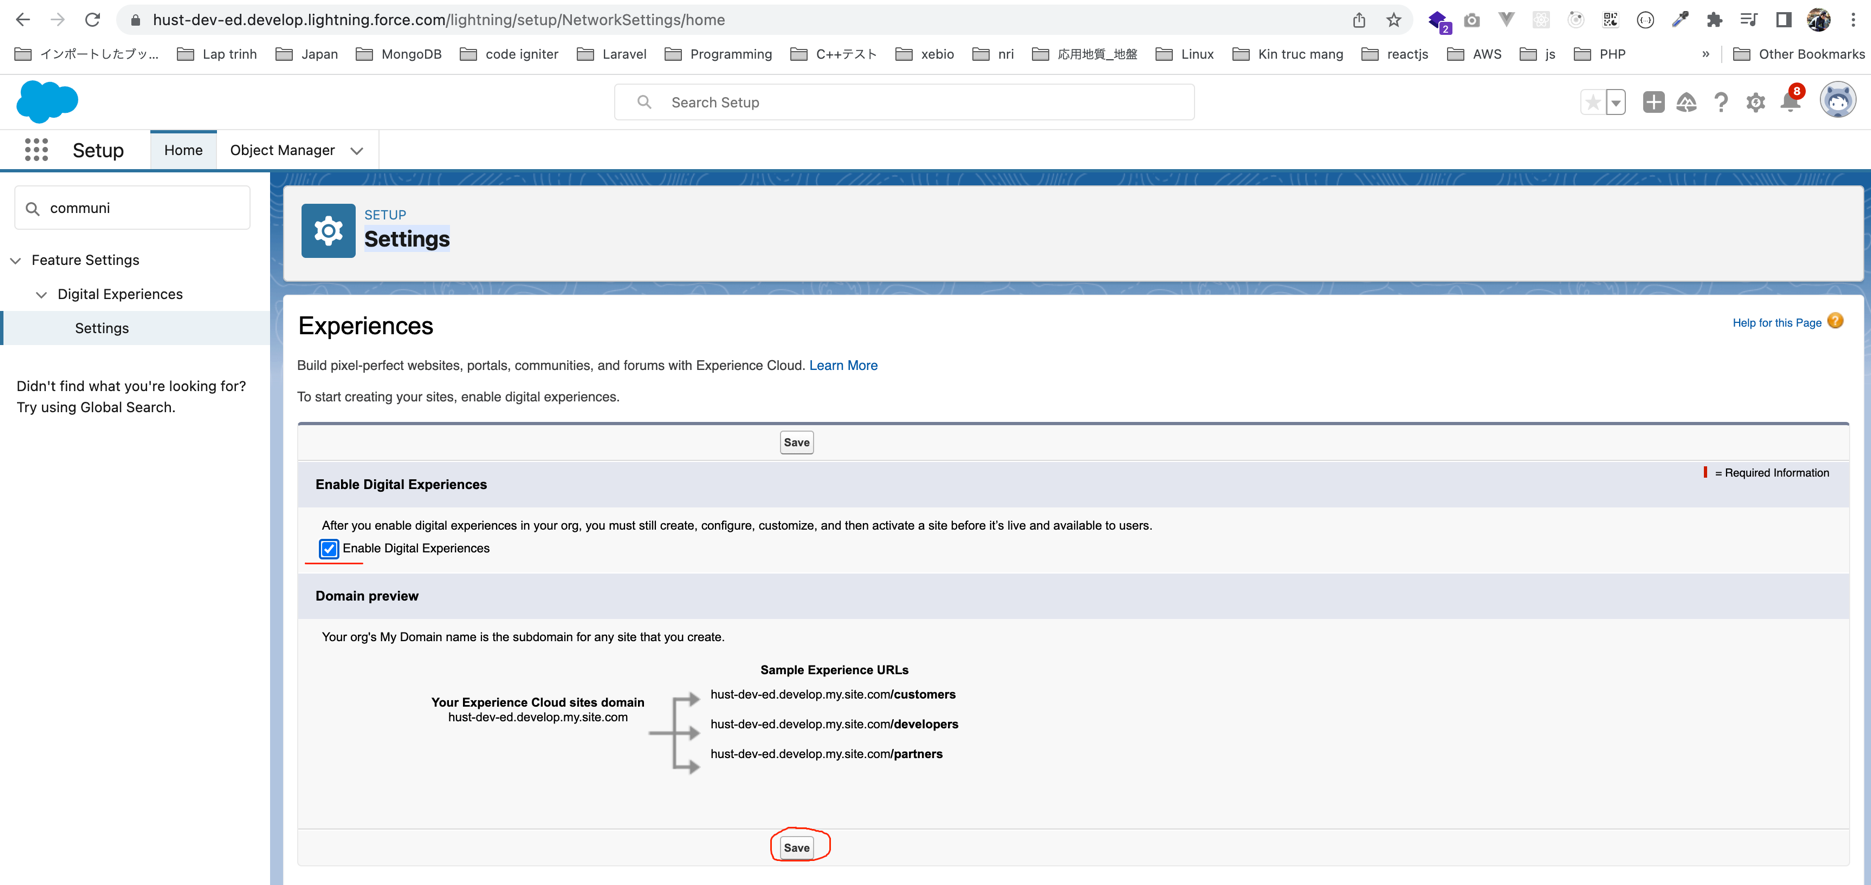 hust-dev-ed.develop.lightning.force.com/lightning/setup/NetworkSettings/home
2
インポートしたブッ... Lap trinh Japan MongoDB code igniter Laravel Programming C++テスト xebio nri 応用地質_地盤 Linux Kin truc mang reactjs AWS js PHP » Other Bookmarks
Search Setup
8
Setup Home Object Manager
communi
Feature Settings
Digital Experiences
Settings
Didn't find what you're looking for?
Try using Global Search.
SETUP
Settings
Experiences
Help for this Page ?
Build pixel-perfect websites, portals, communities, and forums with Experience Cloud. Learn More
To start creating your sites, enable digital experiences.
Save
Enable Digital Experiences
= Required Information
After you enable digital experiences in your org, you must still create, configure, customize, and then activate a site before it's live and available to users.
Enable Digital Experiences
Domain preview
Your org's My Domain name is the subdomain for any site that you create.
Sample Experience URLs
Your Experience Cloud sites domain
hust-dev-ed.develop.my.site.com
hust-dev-ed.develop.my.site.com/customers
hust-dev-ed.develop.my.site.com/developers
hust-dev-ed.develop.my.site.com/partners
Save